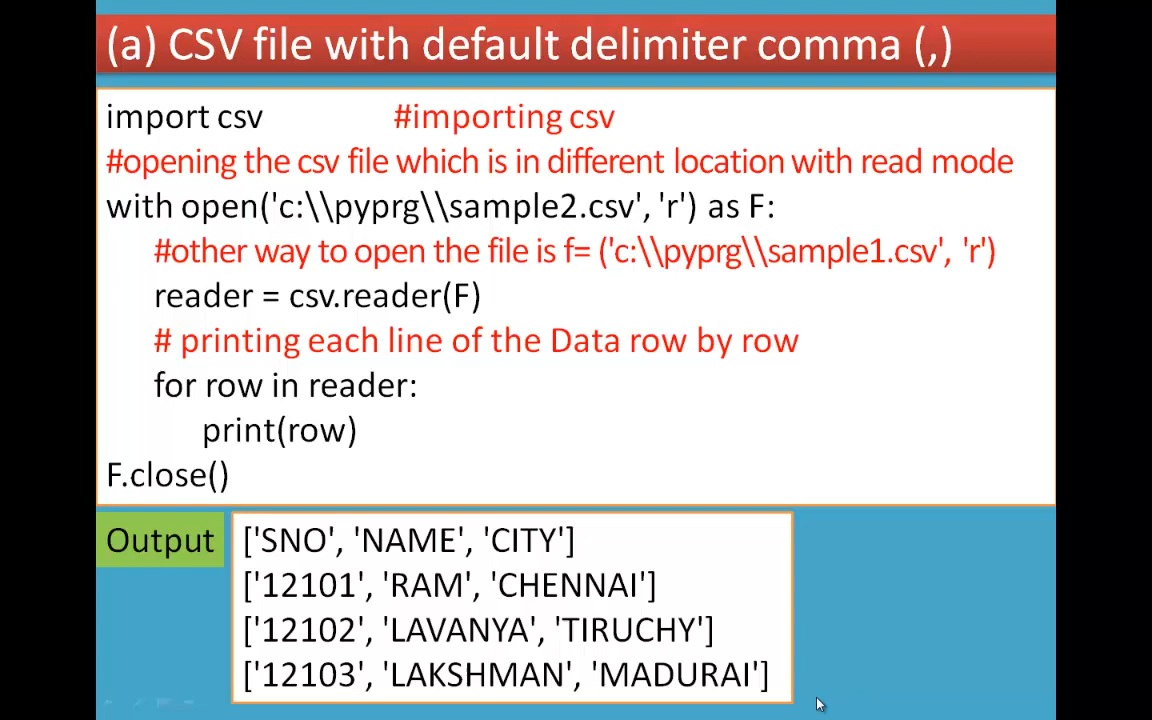 (a) CSV file with default delimiter comma (,)
import csv #importing csv
#opening the csv file which is in different location with read mode
with open('c:\\pyprg\\sample2.csv', 'r') as F:
#other way to open the file is f= ('c:\\pyprg\\sample1.csv', 'r')
reader = csv.reader(F)
# printing each line of the Data row by row
for row in reader:
print(row)
F.close()
Output
['SNO', 'NAME', 'CITY']
['12101', 'RAM', 'CHENNAI']
['12102', 'LAVANYA', 'TIRUCHY']
['12103', 'LAKSHMAN', 'MADURAI']